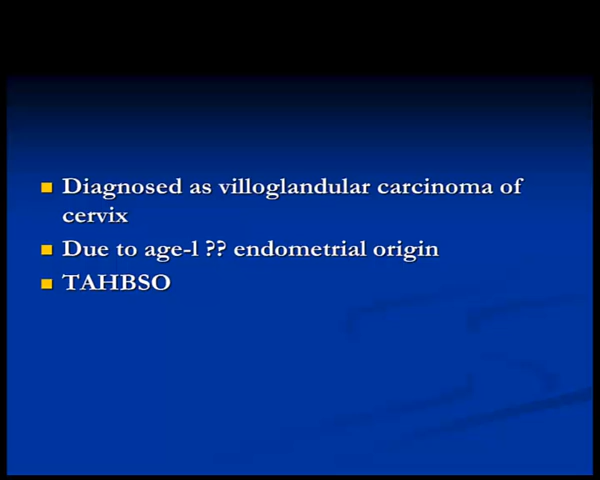 Diagnosed as villoglandular carcinoma of
cervix
Due to age-l ?? endometrial origin
TAHBSO